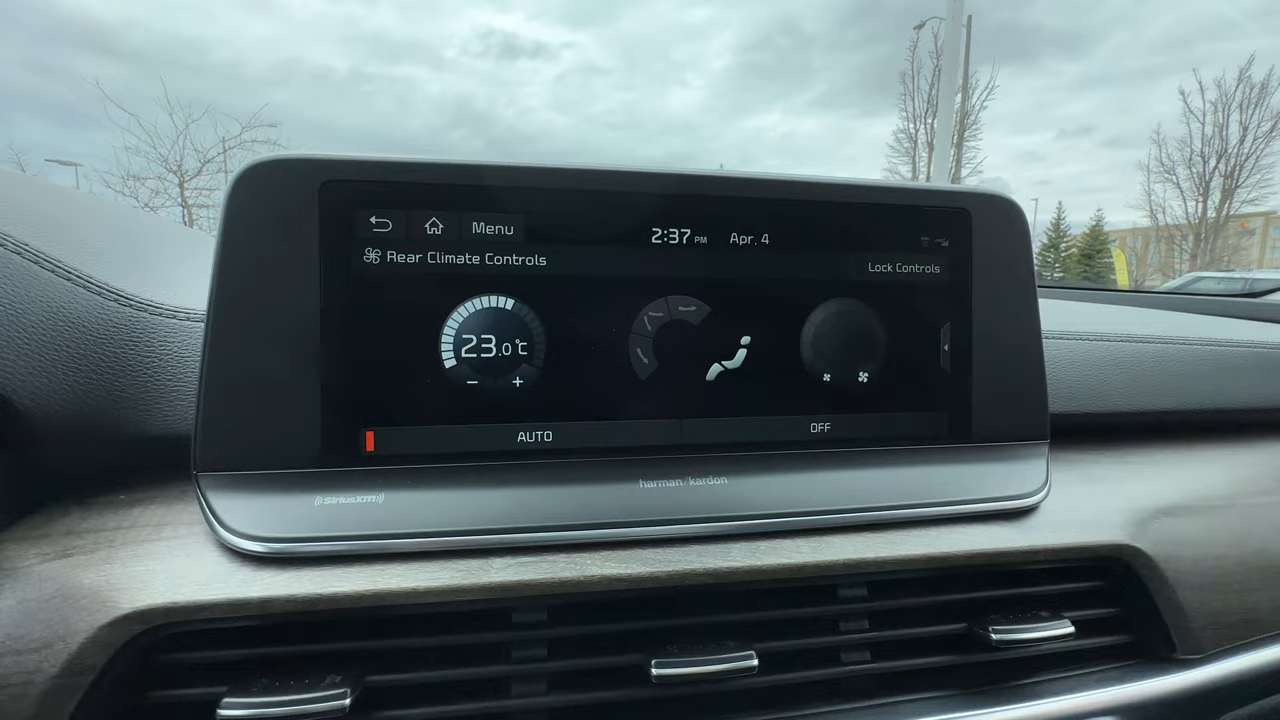 Menu
2:37 PM Apr. 4
Rear Climate Controls
Lock Controls
23.0°C
− +
AUTO
OFF
harman/kardon
((SiriusXM))